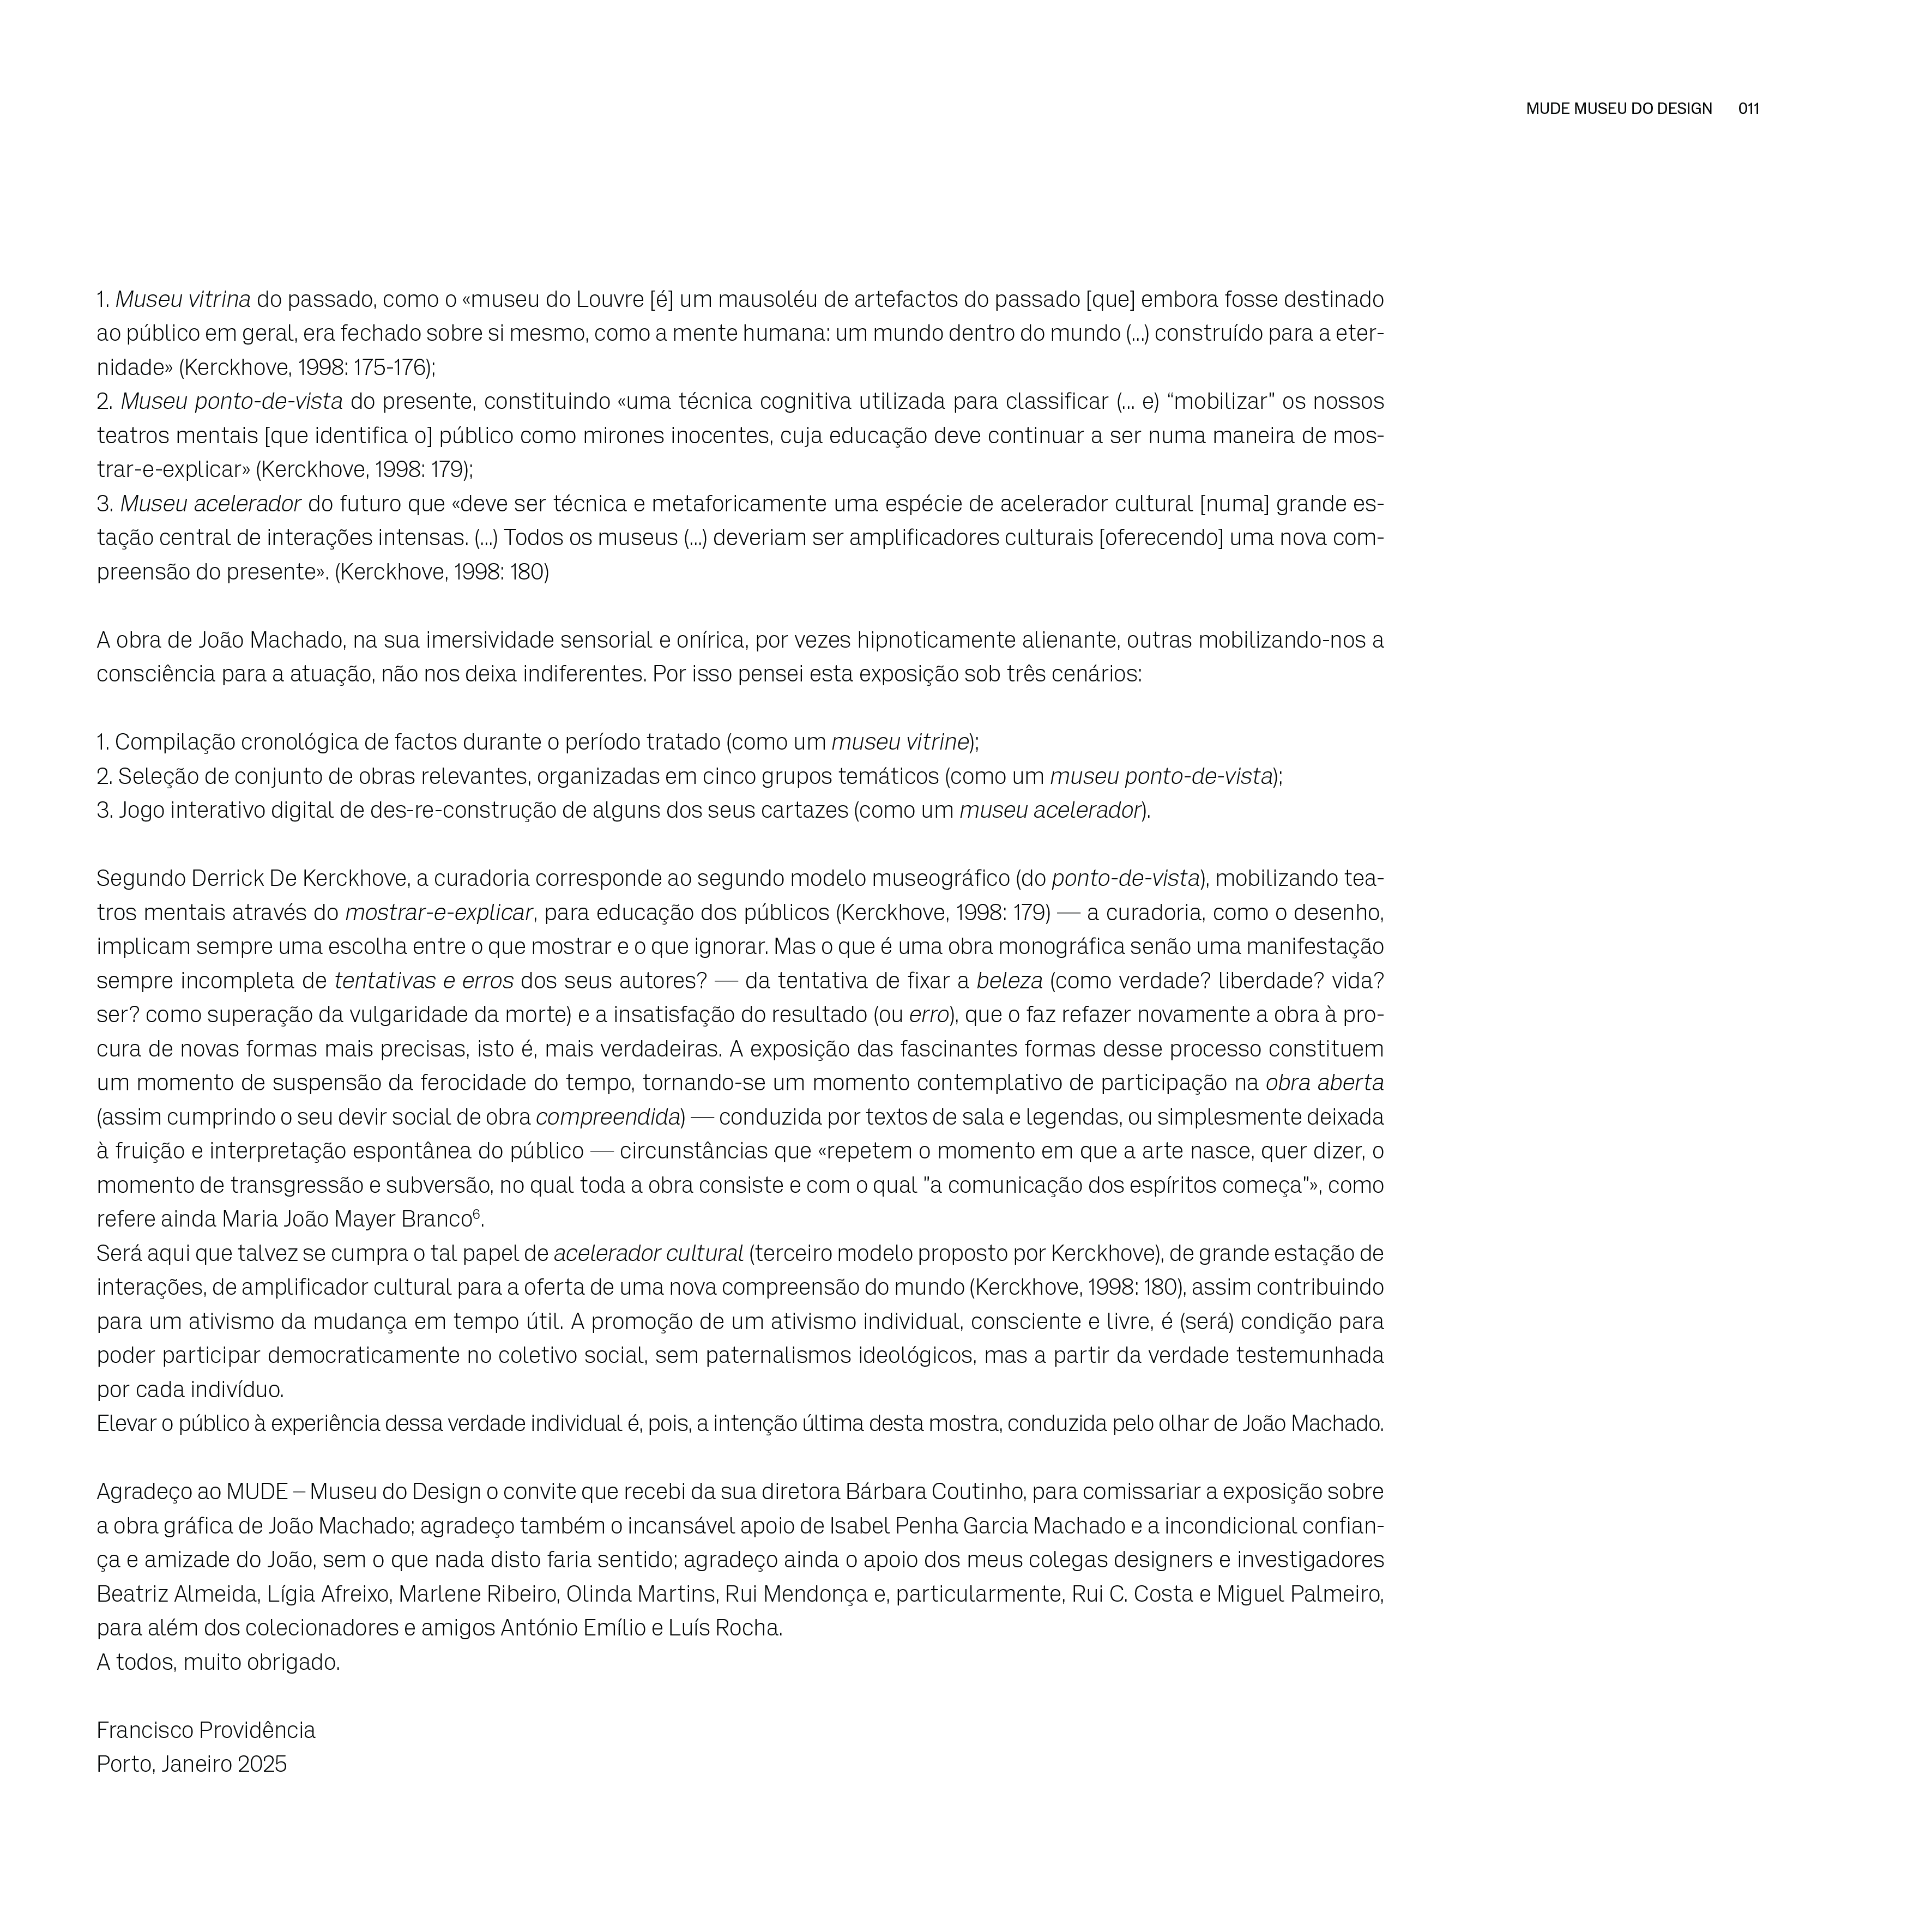 MUDE MUSEU DO DESIGN 011
1. Museu vitrina do passado, como o «museu do Louvre [é] um mausoléu de artefactos do passado [que] embora fosse destinado
ao público em geral, era fechado sobre si mesmo, como a mente humana: um mundo dentro do mundo (...) construído para a eter-
nidade» (Kerckhove, 1998: 175-176);
2. Museu ponto-de-vista do presente, constituindo «uma técnica cognitiva utilizada para classificar (... e) “mobilizar” os nossos
teatros mentais [que identifica o] público como mirones inocentes, cuja educação deve continuar a ser numa maneira de mos-
trar-e-explicar» (Kerckhove, 1998: 179);
3. Museu acelerador do futuro que «deve ser técnica e metaforicamente uma espécie de acelerador cultural [numa] grande es-
tação central de interações intensas. (...) Todos os museus (...) deveriam ser amplificadores culturais [oferecendo] uma nova com-
preensão do presente». (Kerckhove, 1998: 180)
A obra de João Machado, na sua imersividade sensorial e onírica, por vezes hipnoticamente alienante, outras mobilizando-nos a
consciência para a atuação, não nos deixa indiferentes. Por isso pensei esta exposição sob três cenários:
1. Compilação cronológica de factos durante o período tratado (como um museu vitrine);
2. Seleção de conjunto de obras relevantes, organizadas em cinco grupos temáticos (como um museu ponto-de-vista);
3. Jogo interativo digital de des-re-construção de alguns dos seus cartazes (como um museu acelerador).
Segundo Derrick De Kerckhove, a curadoria corresponde ao segundo modelo museográfico (do ponto-de-vista), mobilizando tea-
tros mentais através do mostrar-e-explicar, para educação dos públicos (Kerckhove, 1998: 179) — a curadoria, como o desenho,
implicam sempre uma escolha entre o que mostrar e o que ignorar. Mas o que é uma obra monográfica senão uma manifestação
sempre incompleta de tentativas e erros dos seus autores? — da tentativa de fixar a beleza (como verdade? liberdade? vida?
ser? como superação da vulgaridade da morte) e a insatisfação do resultado (ou erro), que o faz refazer novamente a obra à pro-
cura de novas formas mais precisas, isto é, mais verdadeiras. A exposição das fascinantes formas desse processo constituem
um momento de suspensão da ferocidade do tempo, tornando-se um momento contemplativo de participação na obra aberta
(assim cumprindo o seu devir social de obra compreendida) — conduzida por textos de sala e legendas, ou simplesmente deixada
à fruição e interpretação espontânea do público — circunstâncias que «repetem o momento em que a arte nasce, quer dizer, o
momento de transgressão e subversão, no qual toda a obra consiste e com o qual "a comunicação dos espíritos começa"», como
refere ainda Maria João Mayer Branco⁶.
Será aqui que talvez se cumpra o tal papel de acelerador cultural (terceiro modelo proposto por Kerckhove), de grande estação de
interações, de amplificador cultural para a oferta de uma nova compreensão do mundo (Kerckhove, 1998: 180), assim contribuindo
para um ativismo da mudança em tempo útil. A promoção de um ativismo individual, consciente e livre, é (será) condição para
poder participar democraticamente no coletivo social, sem paternalismos ideológicos, mas a partir da verdade testemunhada
por cada indivíduo.
Elevar o público à experiência dessa verdade individual é, pois, a intenção última desta mostra, conduzida pelo olhar de João Machado.
Agradeço ao MUDE – Museu do Design o convite que recebi da sua diretora Bárbara Coutinho, para comissariar a exposição sobre
a obra gráfica de João Machado; agradeço também o incansável apoio de Isabel Penha Garcia Machado e a incondicional confian-
ça e amizade do João, sem o que nada disto faria sentido; agradeço ainda o apoio dos meus colegas designers e investigadores
Beatriz Almeida, Lígia Afreixo, Marlene Ribeiro, Olinda Martins, Rui Mendonça e, particularmente, Rui C. Costa e Miguel Palmeiro,
para além dos colecionadores e amigos António Emílio e Luís Rocha.
A todos, muito obrigado.
Francisco Providência
Porto, Janeiro 2025